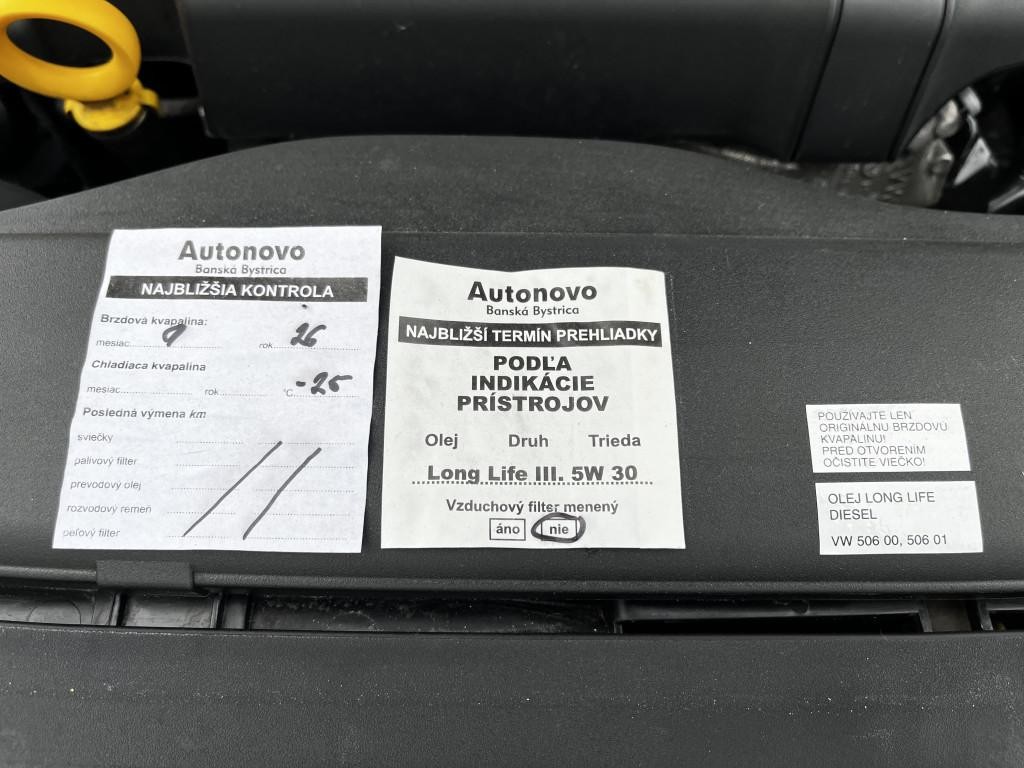 Autonovo
Banská Bystrica
NAJBLIŽŠIA KONTROLA
Brzdová kvapalina:
mesiac 9 rok 26
Chladiaca kvapalina
mesiac rok °C -25
Posledná výmena km
sviečky
palivový filter
prevodový olej
rozvodový remeň
peľový filter
Autonovo
Banská Bystrica
NAJBLIŽŠÍ TERMÍN PREHLIADKY
PODĽA
INDIKÁCIE
PRÍSTROJOV
Olej Druh Trieda
Long Life III. 5W 30
Vzduchový filter menený
áno nie
POUŽÍVAJTE LEN
ORIGINÁLNU BRZDOVÚ
KVAPALINU!
PRED OTVORENÍM
OČISTITE VIEČKO!
OLEJ LONG LIFE
DIESEL
VW 506 00, 506 01